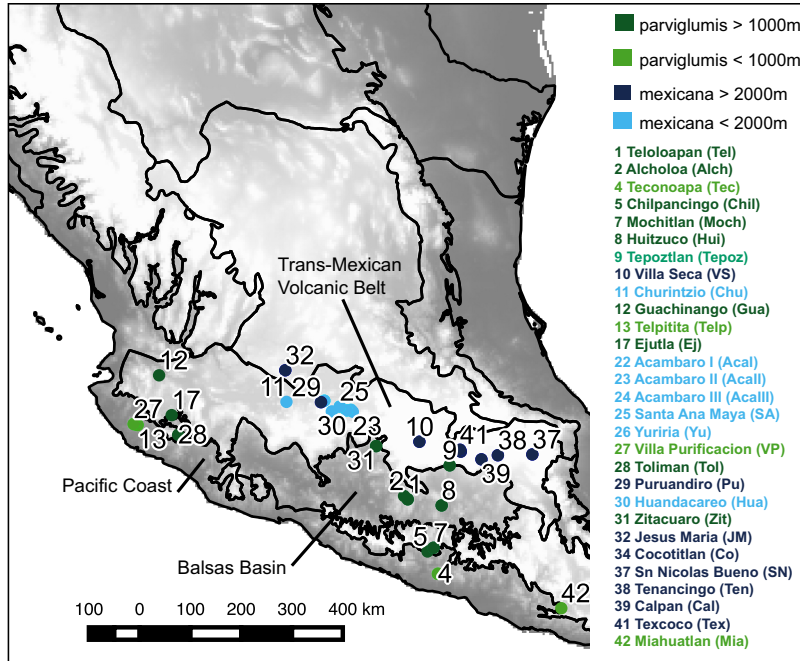 parviglumis > 1000m
parviglumis < 1000m
mexicana > 2000m
mexicana < 2000m
1 Teloloapan (Tel)
2 Alcholoa (Alch)
4 Teconoapa (Tec)
5 Chilpancingo (Chil)
7 Mochitlan (Moch)
8 Huitzuco (Hui)
9 Tepoztlan (Tepoz)
10 Villa Seca (VS)
11 Churintzio (Chu)
12 Guachinango (Gua)
13 Telpitita (Telp)
17 Ejutla (Ej)
22 Acambaro I (AcaI)
23 Acambaro II (AcaII)
24 Acambaro III (AcaIII)
25 Santa Ana Maya (SA)
26 Yuriria (Yu)
27 Villa Purificacion (VP)
28 Toliman (Tol)
29 Puruandiro (Pu)
30 Huandacareo (Hua)
31 Zitacuaro (Zit)
32 Jesus Maria (JM)
34 Cocotitlan (Co)
37 Sn Nicolas Bueno (SN)
38 Tenancingo (Ten)
39 Calpan (Cal)
41 Texcoco (Tex)
42 Miahuatlan (Mia)
Trans-Mexican
Volcanic Belt
12
32
11
29
25
27
17
13
28
30
23
31
10
9
41
38
37
39
Pacific Coast
2
1
8
5
7
Balsas Basin
4
42
100 0 100 200 300 400 km